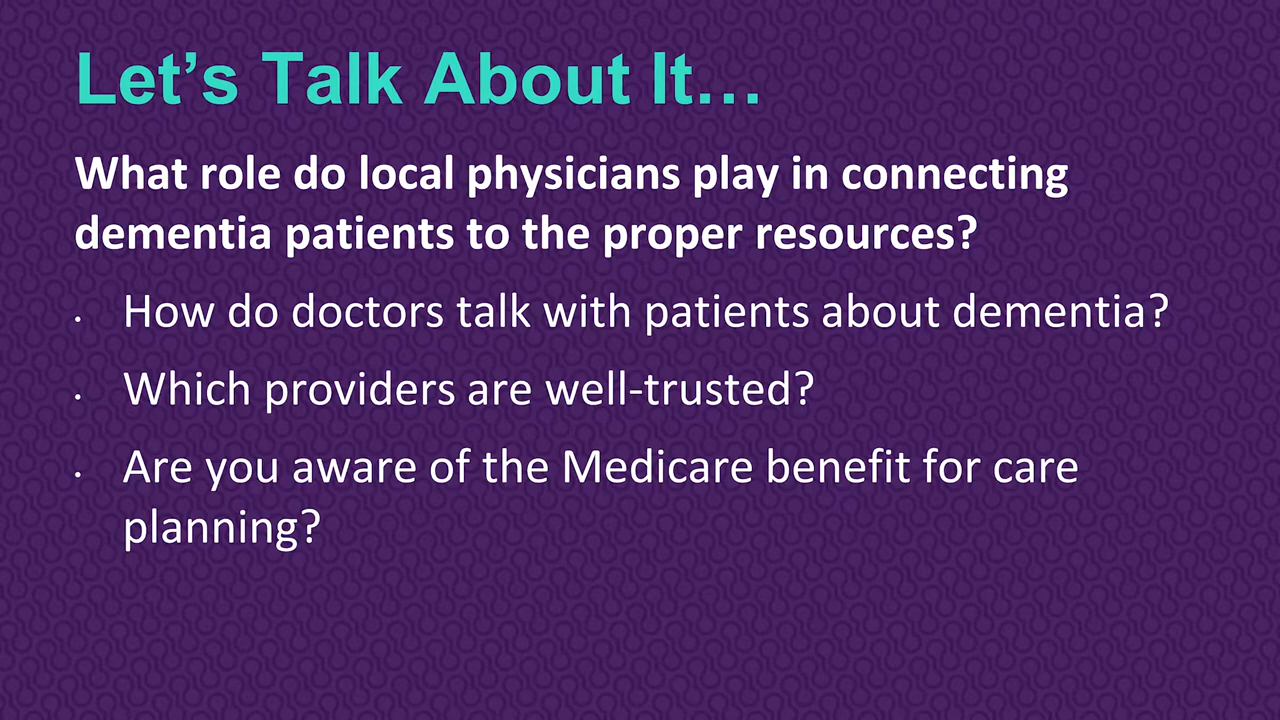 Let’s Talk About It…
What role do local physicians play in connecting
dementia patients to the proper resources?
• How do doctors talk with patients about dementia?
• Which providers are well-trusted?
• Are you aware of the Medicare benefit for care
planning?